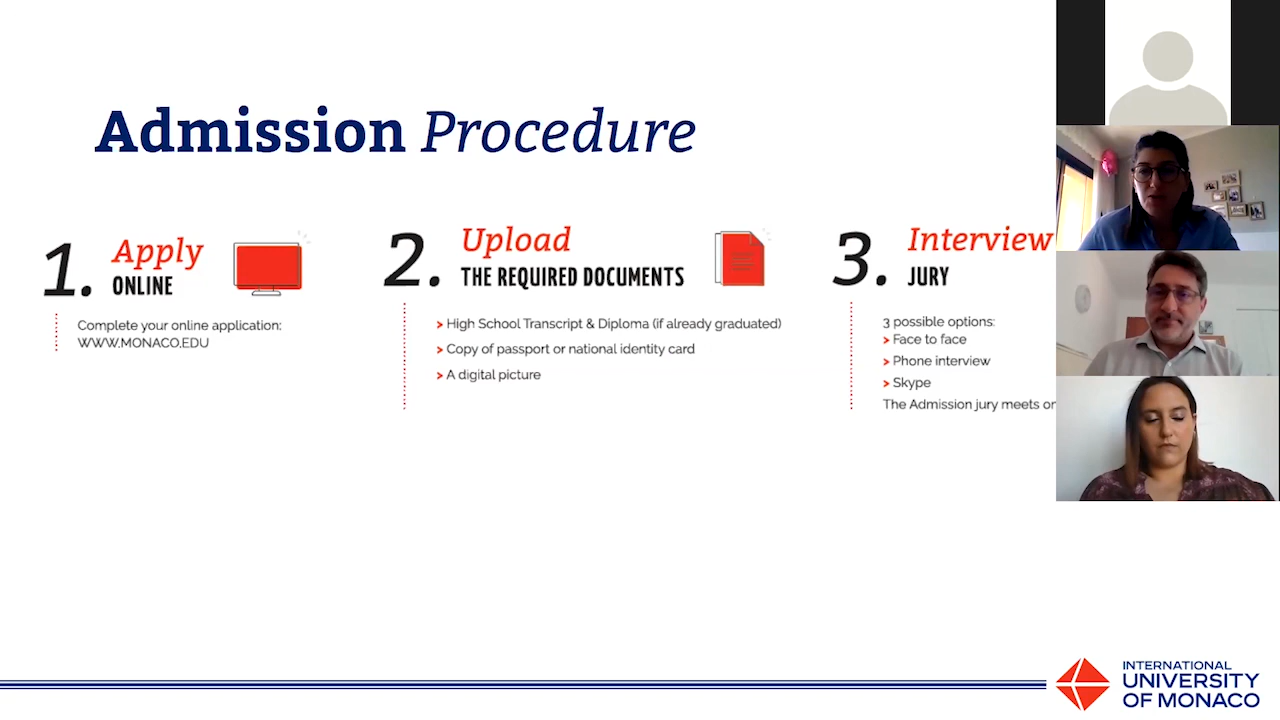 Admission Procedure
1. Apply
ONLINE
Complete your online application:
WWW.MONACO.EDU
2. Upload
THE REQUIRED DOCUMENTS
> High School Transcript & Diploma (if already graduated)
> Copy of passport or national identity card
> A digital picture
3. Interview
JURY
3 possible options:
> Face to face
> Phone interview
> Skype
The Admission jury meets on
INTERNATIONAL
UNIVERSITY
OF MONACO